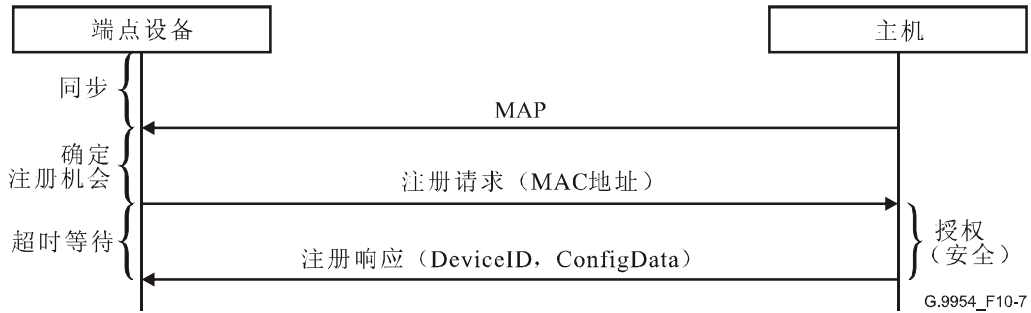 端点设备
主机
同步
MAP
确定
注册机会
注册请求（MAC地址）
超时等待
授权
（安全）
注册响应（DeviceID，ConfigData）
G.9954_F10-7